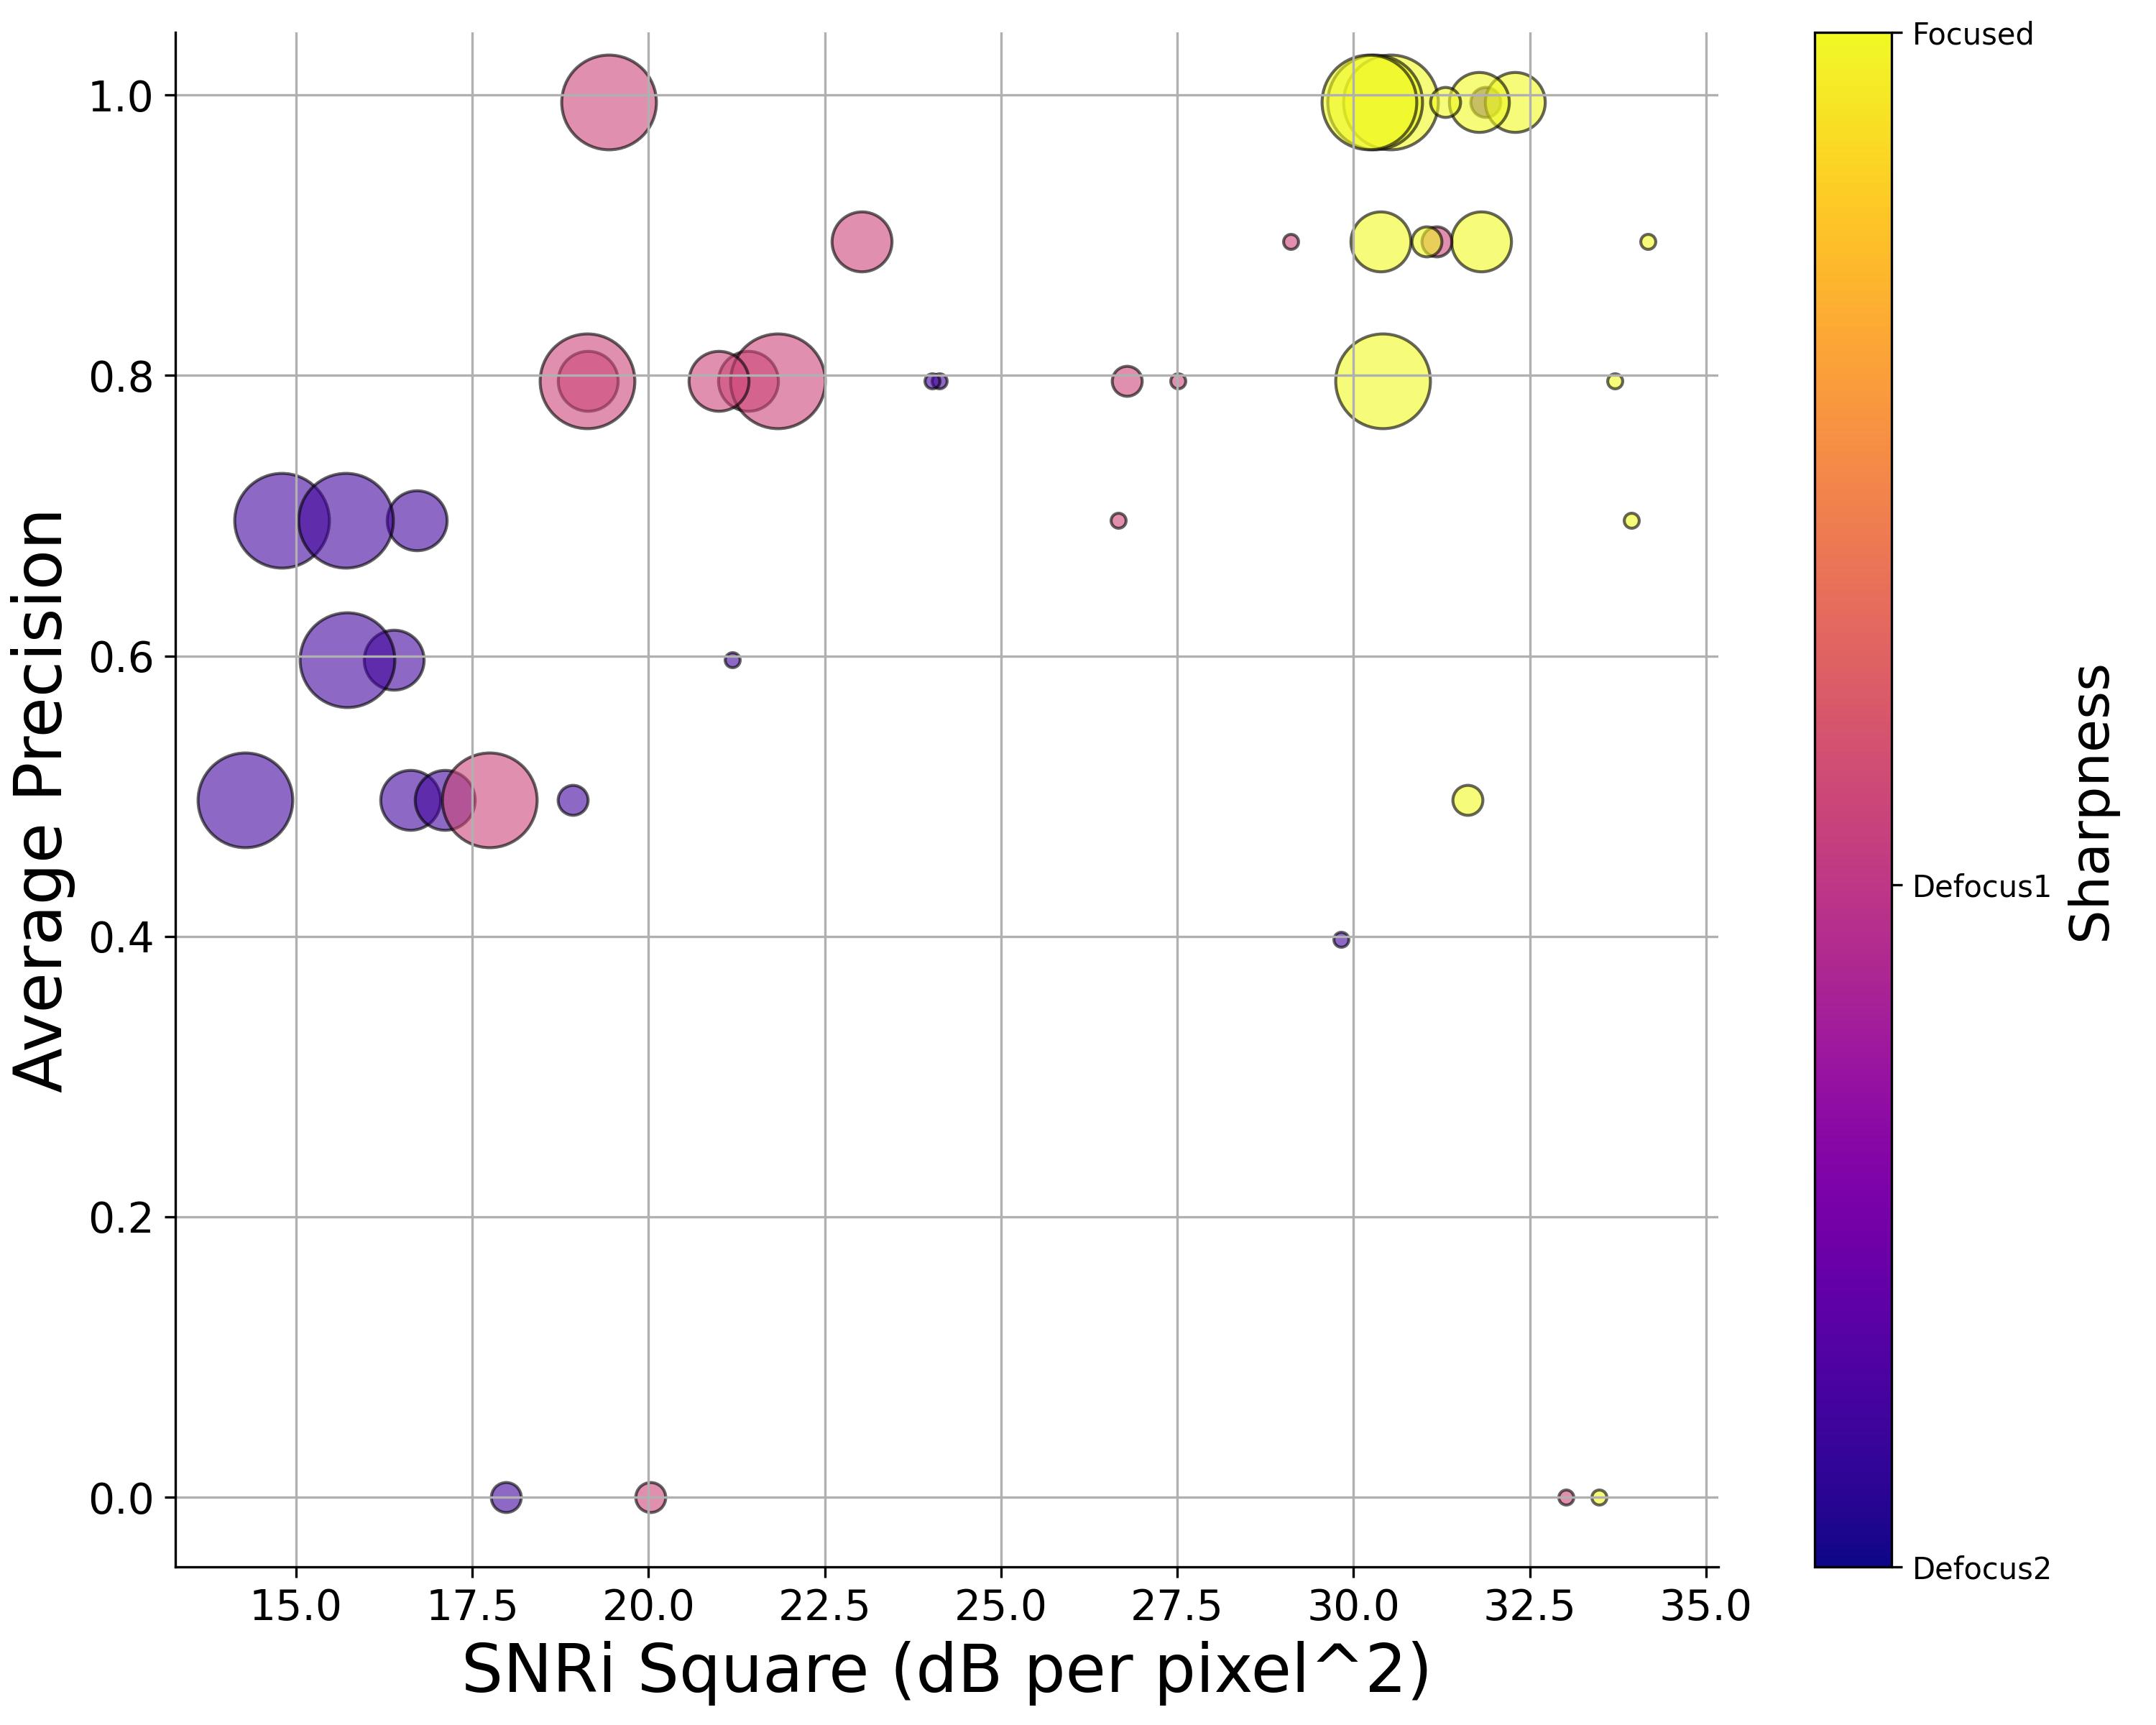 Average Precision
1.0
0.8
0.6
0.4
0.2
0.0
15.0 17.5 20.0 22.5 25.0 27.5 30.0 32.5 35.0
SNRi Square (dB per pixel^2)
Focused
Defocus1
Defocus2
Sharpness